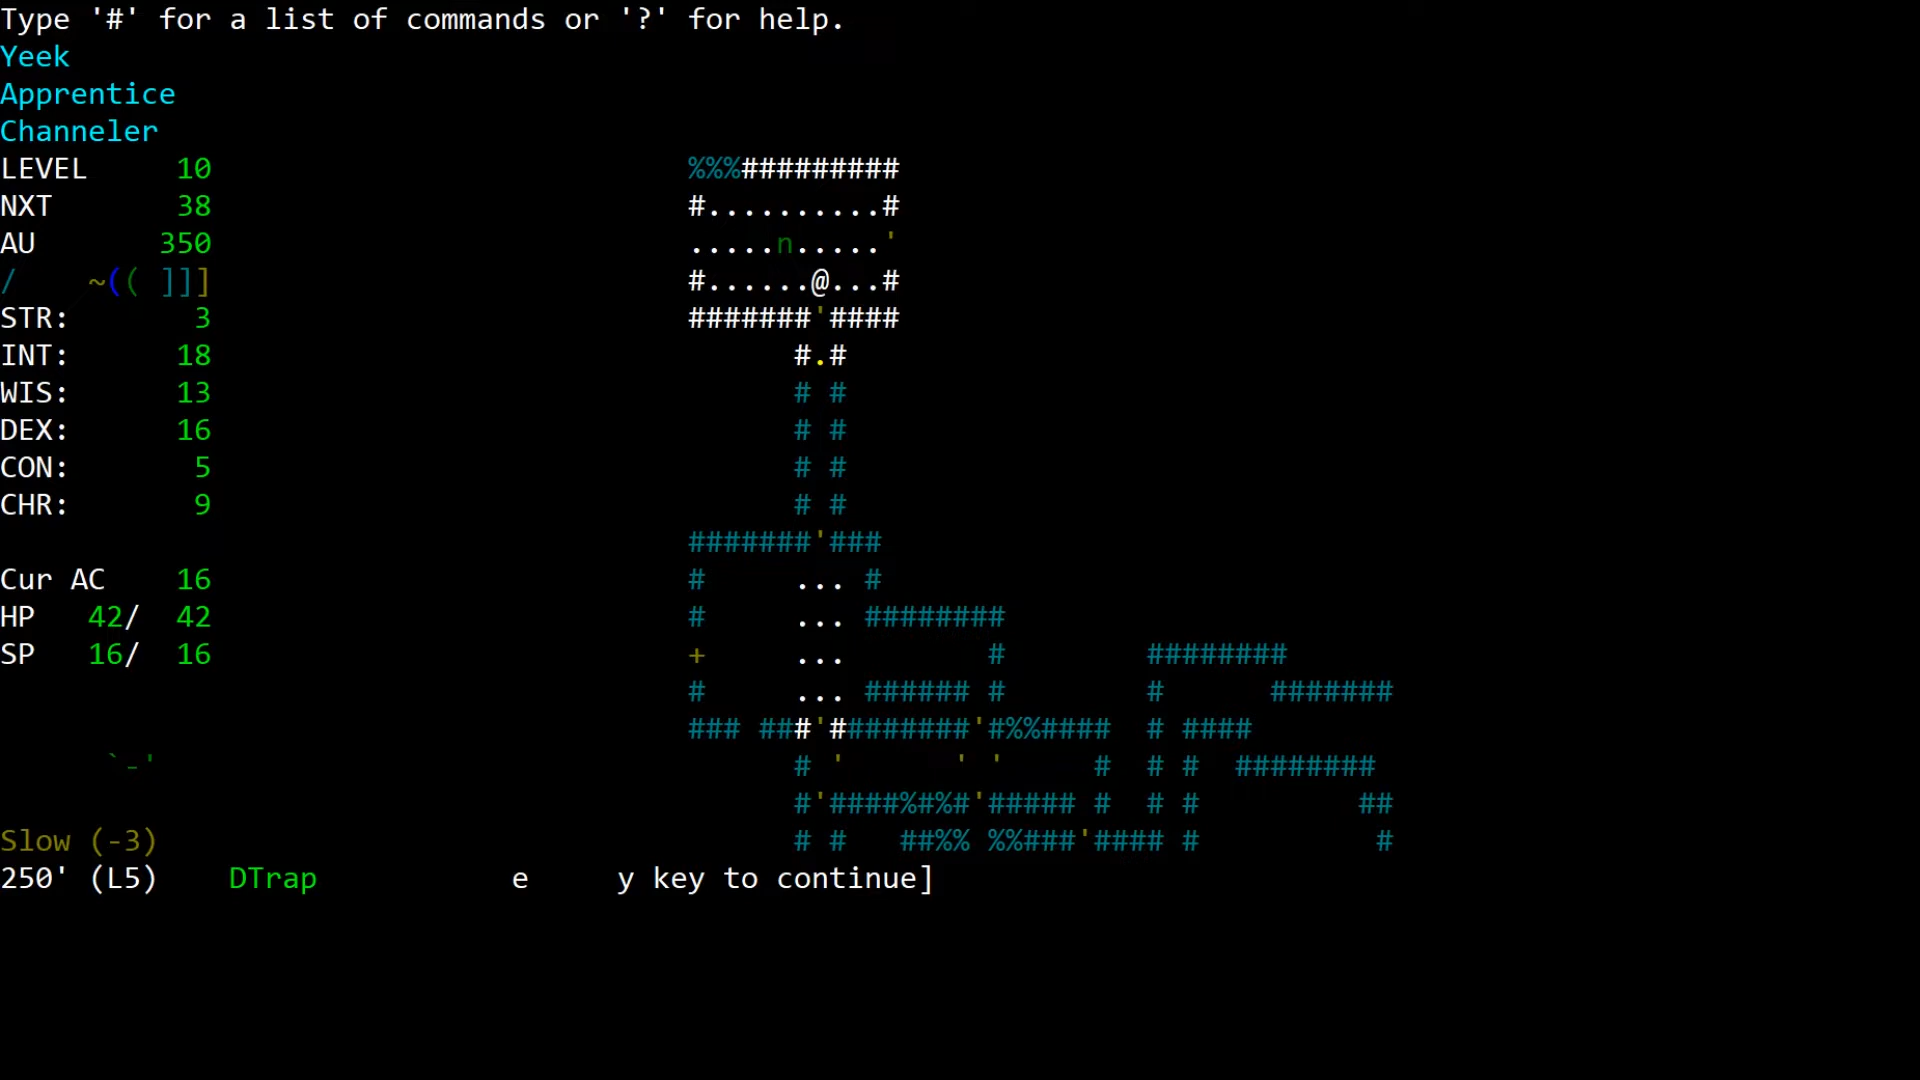 Type '#' for a list of commands or '?' for help.
Yeek
Apprentice
Channeler
LEVEL     10          %%%#########
NXT       38          #..........#
AU       350          .....n.....'
/    ~(( ]]]          #......@...#
STR:       3          #######'####
INT:      18                #.#
WIS:      13                # #
DEX:      16                # #
CON:       5                # #
CHR:       9                # #
#######'###
Cur AC    16          #     ... #
HP   42/  42          #     ... ########
SP   16/  16          +     ...        #        ########
#     ... ###### #        #      #######
### ###'########'#%%####  # ####
`-'                   # '      ' '     #  # #  ########
#'####%#%#'##### #  # #         ##
Slow (-3)             # #   ##%% %%###'#### #          #
250' (L5)    DTrap           e     y key to continue]